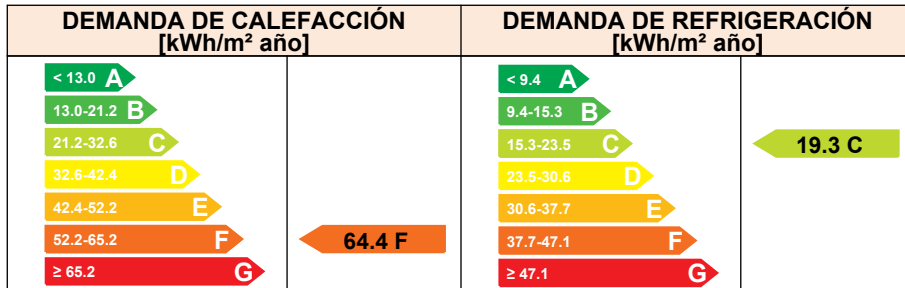 DEMANDA DE CALEFACCIÓN
[kWh/m² año]
< 13.0 A
13.0-21.2 B
21.2-32.6 C
32.6-42.4 D
42.4-52.2 E
52.2-65.2 F
≥ 65.2 G
64.4 F
DEMANDA DE REFRIGERACIÓN
[kWh/m² año]
< 9.4 A
9.4-15.3 B
15.3-23.5 C
23.5-30.6 D
30.6-37.7 E
37.7-47.1 F
≥ 47.1 G
19.3 C